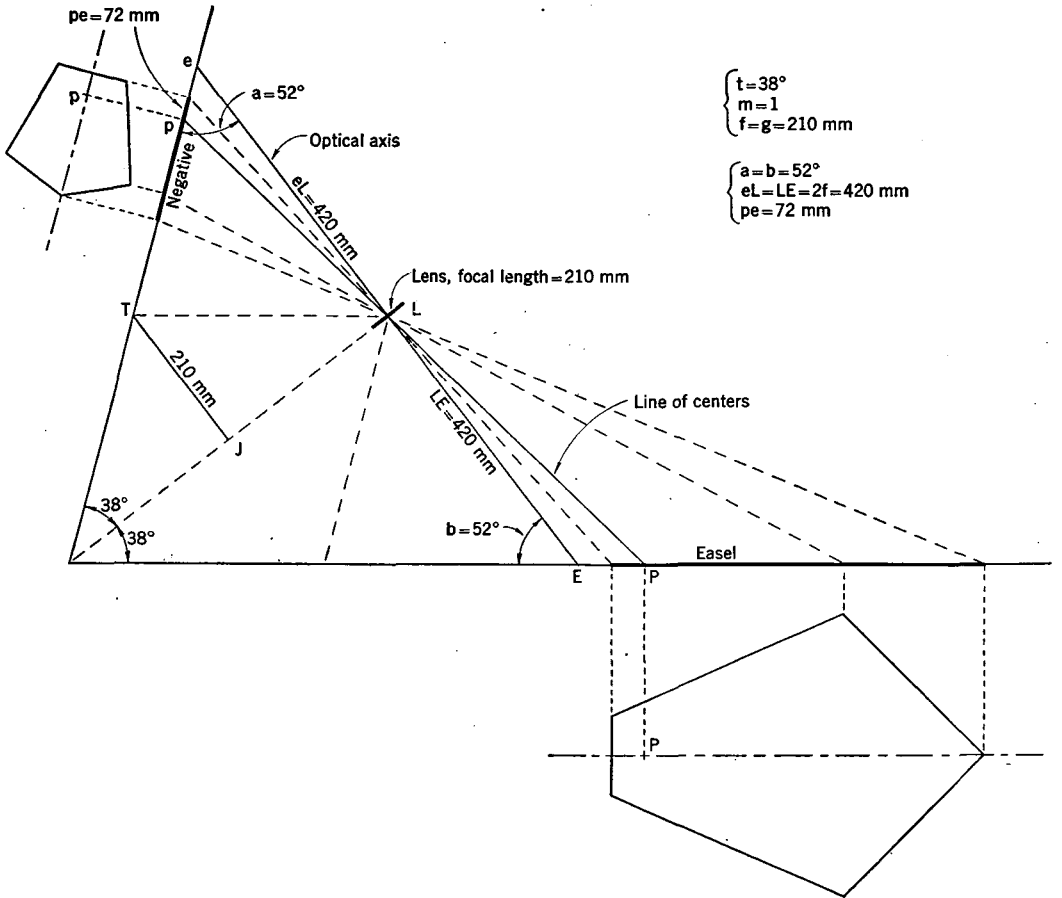 pe=72 mm
e
a=52°
p
p
Optical axis
Negative
eL=420 mm
t=38°
m=1
f=g=210 mm
a=b=52°
eL=LE=2f=420 mm
pe=72 mm
Lens, focal length=210 mm
T
L
210 mm
J
LE=420 mm
Line of centers
38°
38°
b=52°
Easel
E
P
P